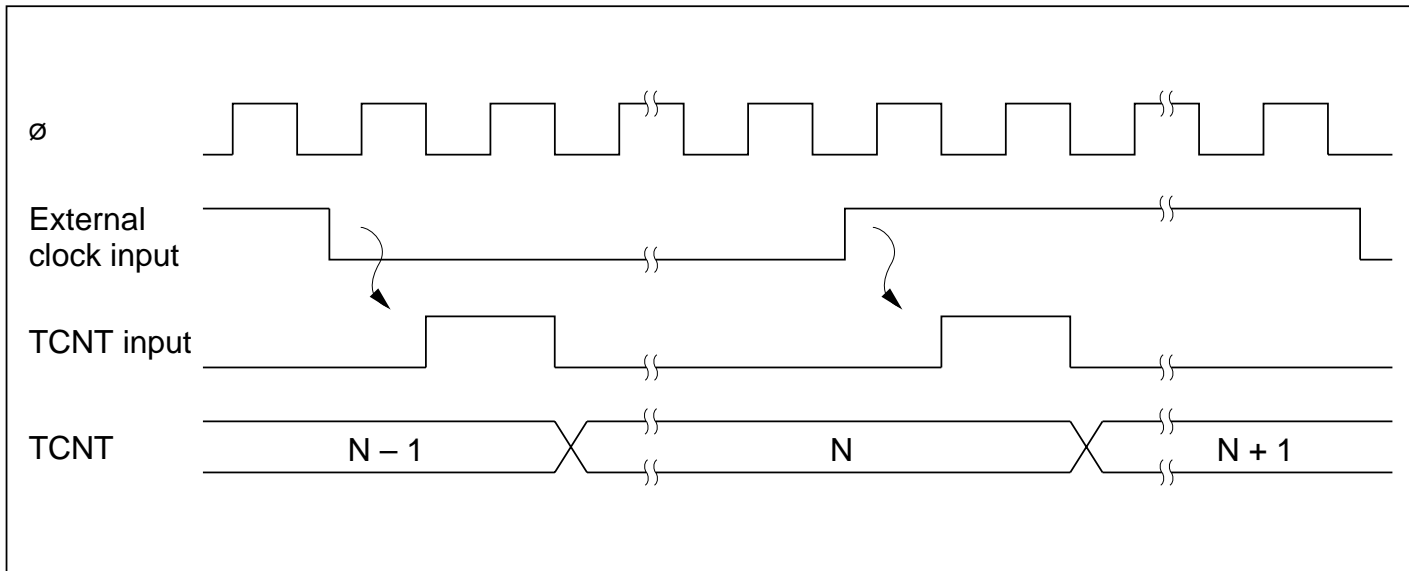 ø
External
clock input
TCNT input
TCNT
N – 1
N
N + 1